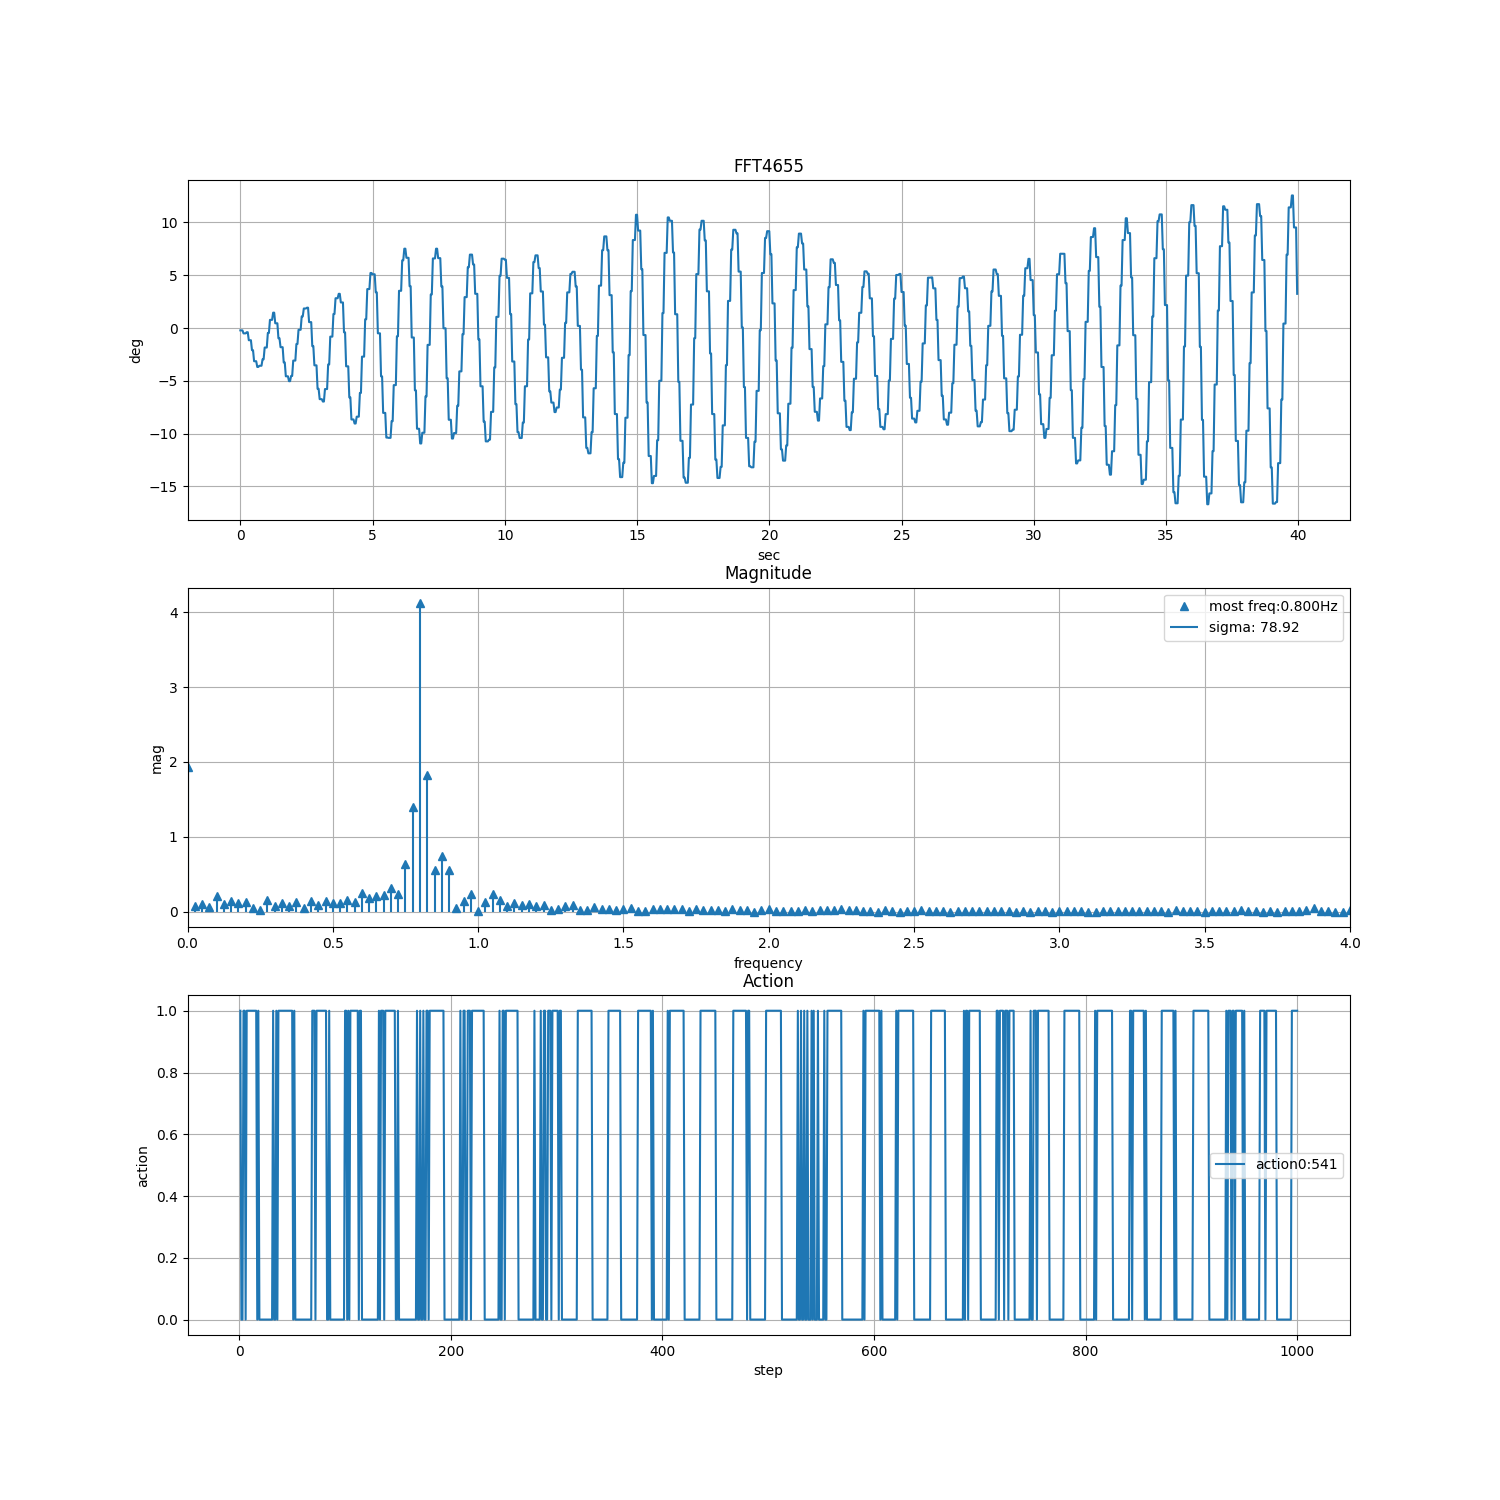 FFT4655
10
5
0
−5
−10
−15
deg
0 5 10 15 20 25 30 35 40
sec
Magnitude
4
3
2
1
0
mag
most freq:0.800Hz
sigma: 78.92
0.0 0.5 1.0 1.5 2.0 2.5 3.0 3.5 4.0
frequency
Action
1.0
0.8
0.6
0.4
0.2
0.0
action
action0:541
0 200 400 600 800 1000
step